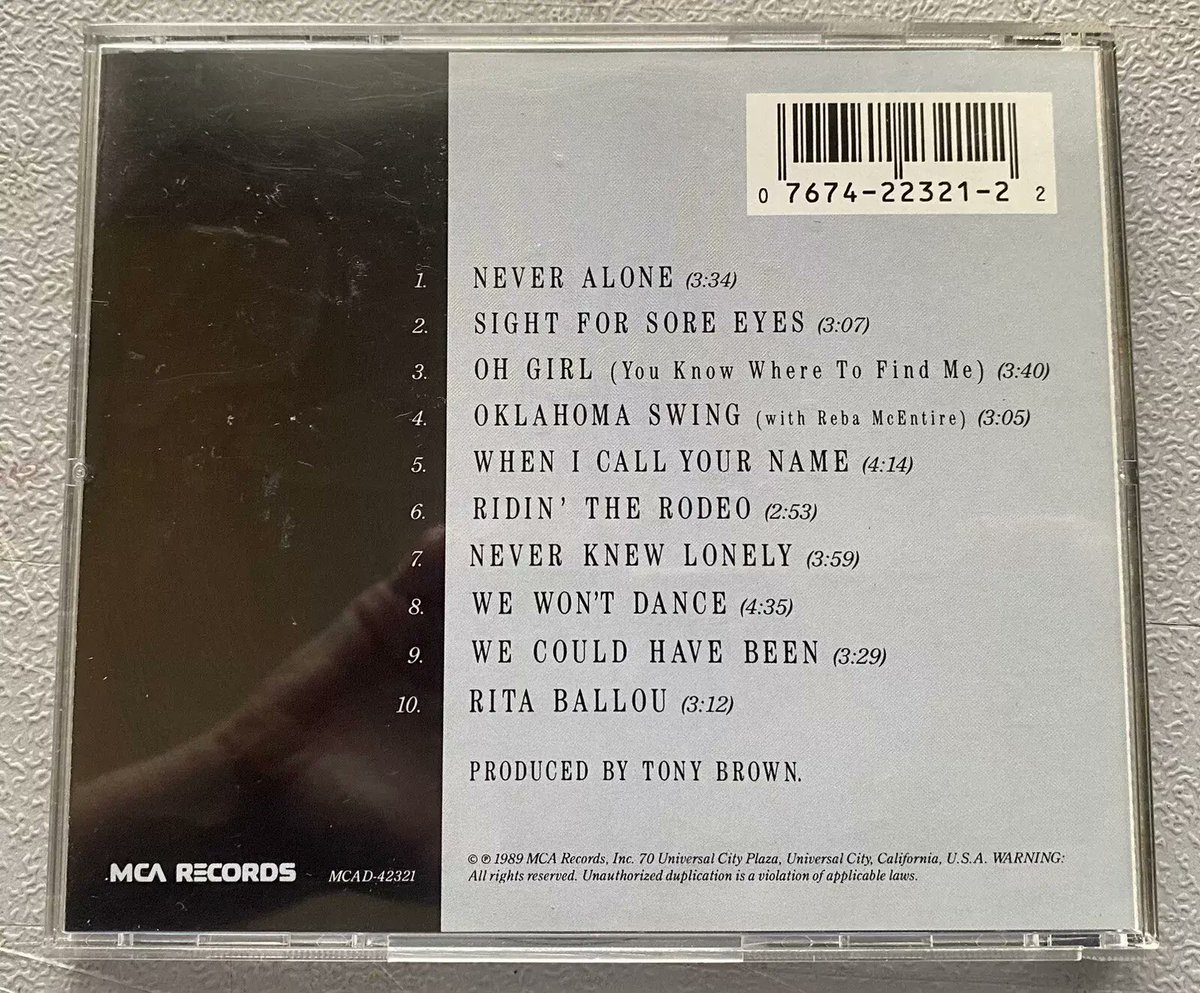 0 7674-22321-2 2
1. NEVER ALONE (3:34)
2. SIGHT FOR SORE EYES (3:07)
3. OH GIRL (You Know Where To Find Me) (3:40)
4. OKLAHOMA SWING (with Reba McEntire) (3:05)
5. WHEN I CALL YOUR NAME (4:14)
6. RIDIN' THE RODEO (2:53)
7. NEVER KNEW LONELY (3:59)
8. WE WON'T DANCE (4:35)
9. WE COULD HAVE BEEN (3:29)
10. RITA BALLOU (3:12)
PRODUCED BY TONY BROWN.
MCA RECORDS MCAD-42321
© ℗ 1989 MCA Records, Inc. 70 Universal City Plaza, Universal City, California, U.S.A. WARNING:
All rights reserved. Unauthorized duplication is a violation of applicable laws.